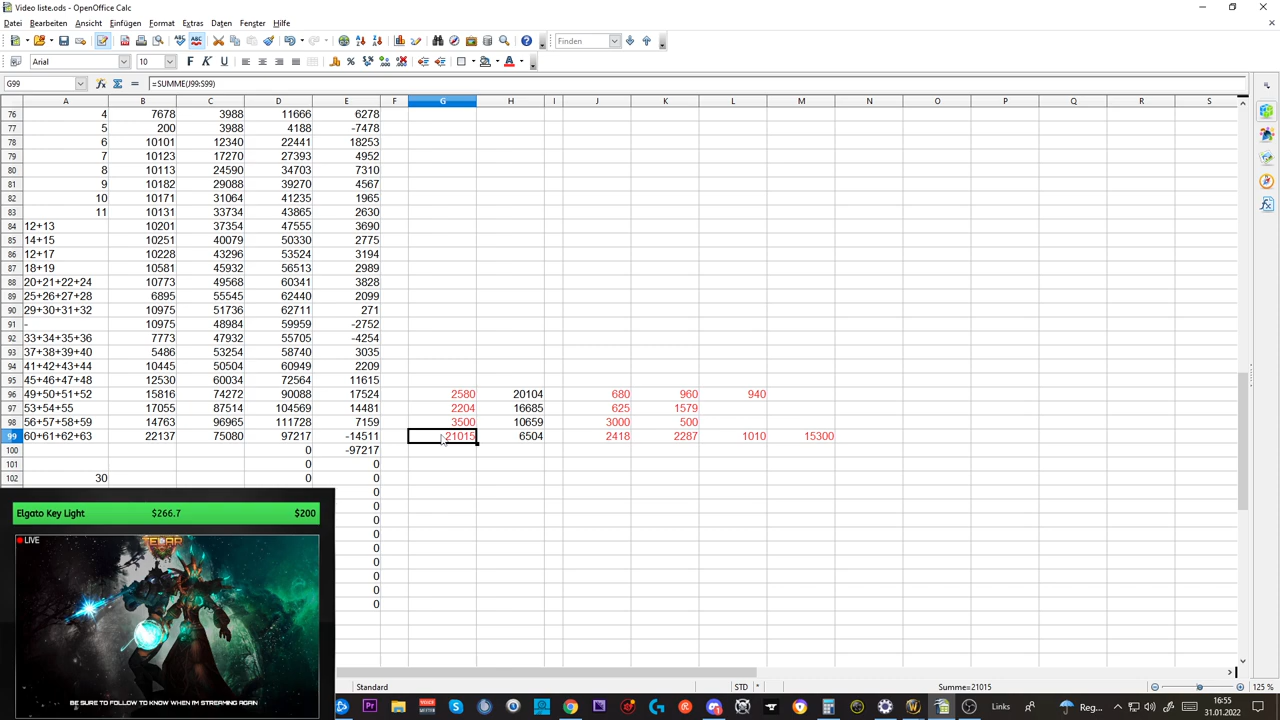 Video liste.ods - OpenOffice Calc
Datei Bearbeiten Ansicht Einfügen Format Extras Daten Fenster Hilfe
Finden
Arial 10
G99 =SUMME(J99:S99)
A B C D E F G H I J K L M N O P Q R S
76 4 7678 3988 11666 6278
77 5 200 3988 4188 -7478
78 6 10101 12340 22441 18253
79 7 10123 17270 27393 4952
80 8 10113 24590 34703 7310
81 9 10182 29088 39270 4567
82 10 10171 31064 41235 1965
83 11 10131 33734 43865 2630
84 12+13 10201 37354 47555 3690
85 14+15 10251 40079 50330 2775
86 12+17 10228 43296 53524 3194
87 18+19 10581 45932 56513 2989
88 20+21+22+24 10773 49568 60341 3828
89 25+26+27+28 6895 55545 62440 2099
90 29+30+31+32 10975 51736 62711 271
91 - 10975 48984 59959 -2752
92 33+34+35+36 7773 47932 55705 -4254
93 37+38+39+40 5486 53254 58740 3035
94 41+42+43+44 10445 50504 60949 2209
95 45+46+47+48 12530 60034 72564 11615
96 49+50+51+52 15816 74272 90088 17524 2580 20104 680 960 940
97 53+54+55 17055 87514 104569 14481 2204 16685 625 1579
98 56+57+58+59 14763 96965 111728 7159 3500 10659 3000 500
99 60+61+62+63 22137 75080 97217 -14511 21015 6504 2418 2287 1010 15300
100 0 -97217
101 0 0
102 30 0 0
0
0
0
0
0
0
0
0
Elgato Key Light $266.7 $200
LIVE
BE SURE TO FOLLOW TO KNOW WHEN I'M STREAMING AGAIN
Standard STD * Summe=21015 125 %
Reg... Links 16:55
31.01.2022